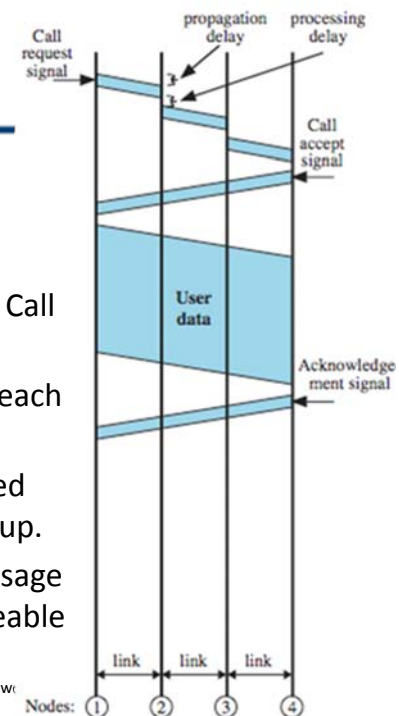 propagation
delay
processing
delay
Call
request
signal
Call
accept
signal
Call
each
User
data
Acknowledge-
ment signal
ed
up.
sage
eable
link
link
link
Nodes: 1 2 3 4